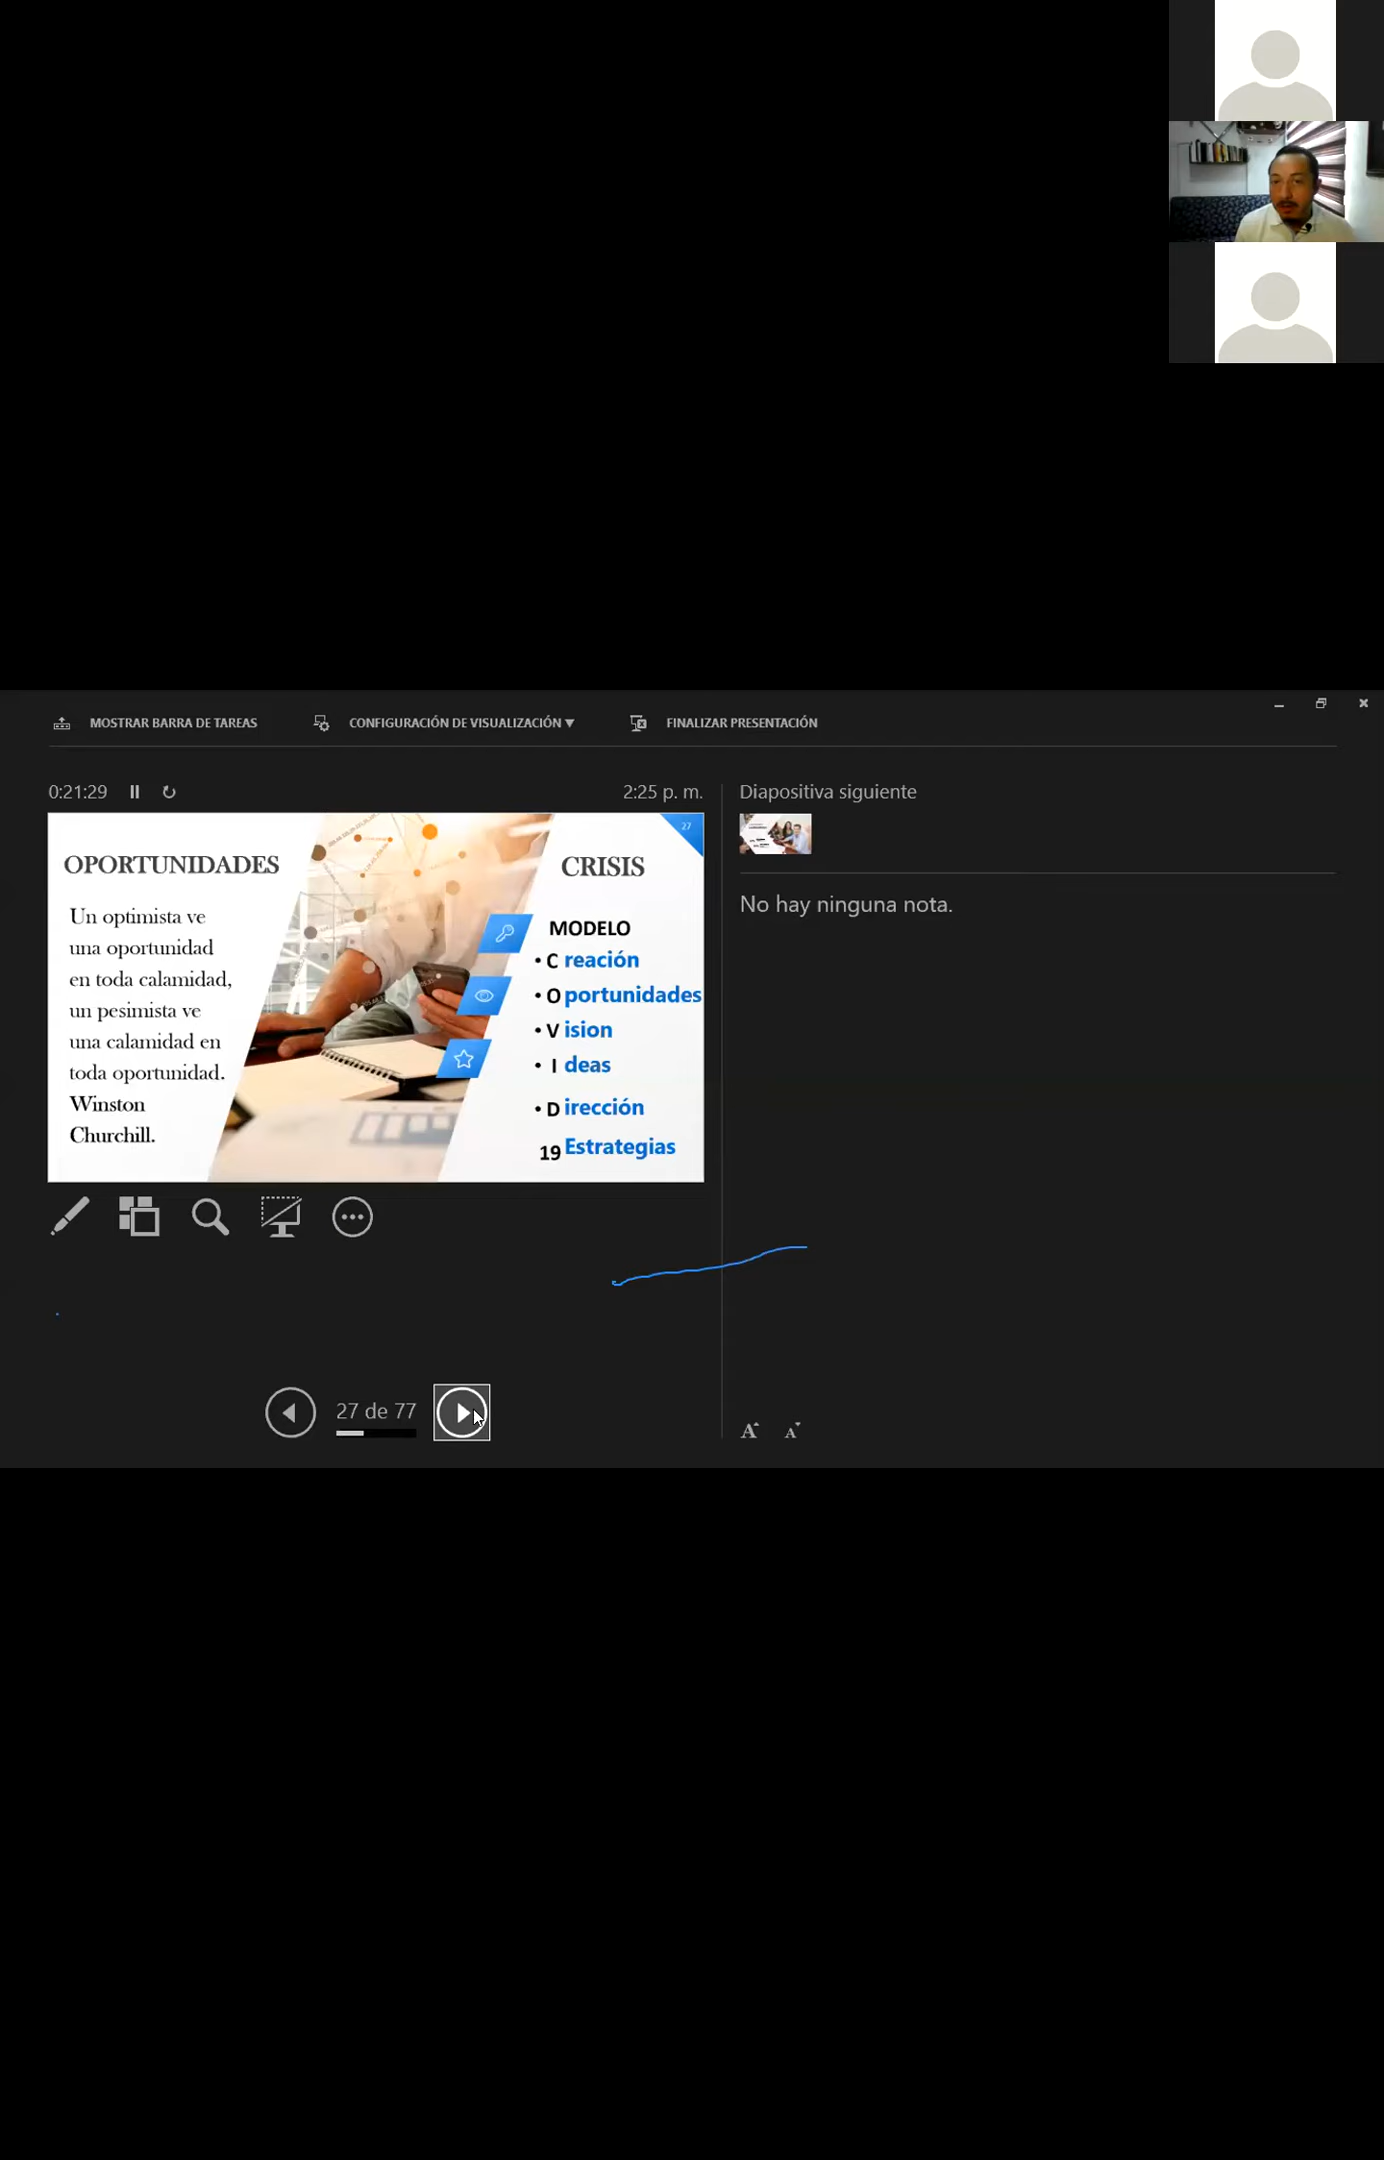 MOSTRAR BARRA DE TAREAS
CONFIGURACIÓN DE VISUALIZACIÓN ▼
FINALIZAR PRESENTACIÓN
0:21:29
2:25 p. m.
27
OPORTUNIDADES
Un optimista ve
una oportunidad
en toda calamidad,
un pesimista ve
una calamidad en
toda oportunidad.
Winston
Churchill.
CRISIS
MODELO
• C reación
• O portunidades
• V ision
• I deas
• D irección
19 Estrategias
27 de 77
Diapositiva siguiente
No hay ninguna nota.
A A